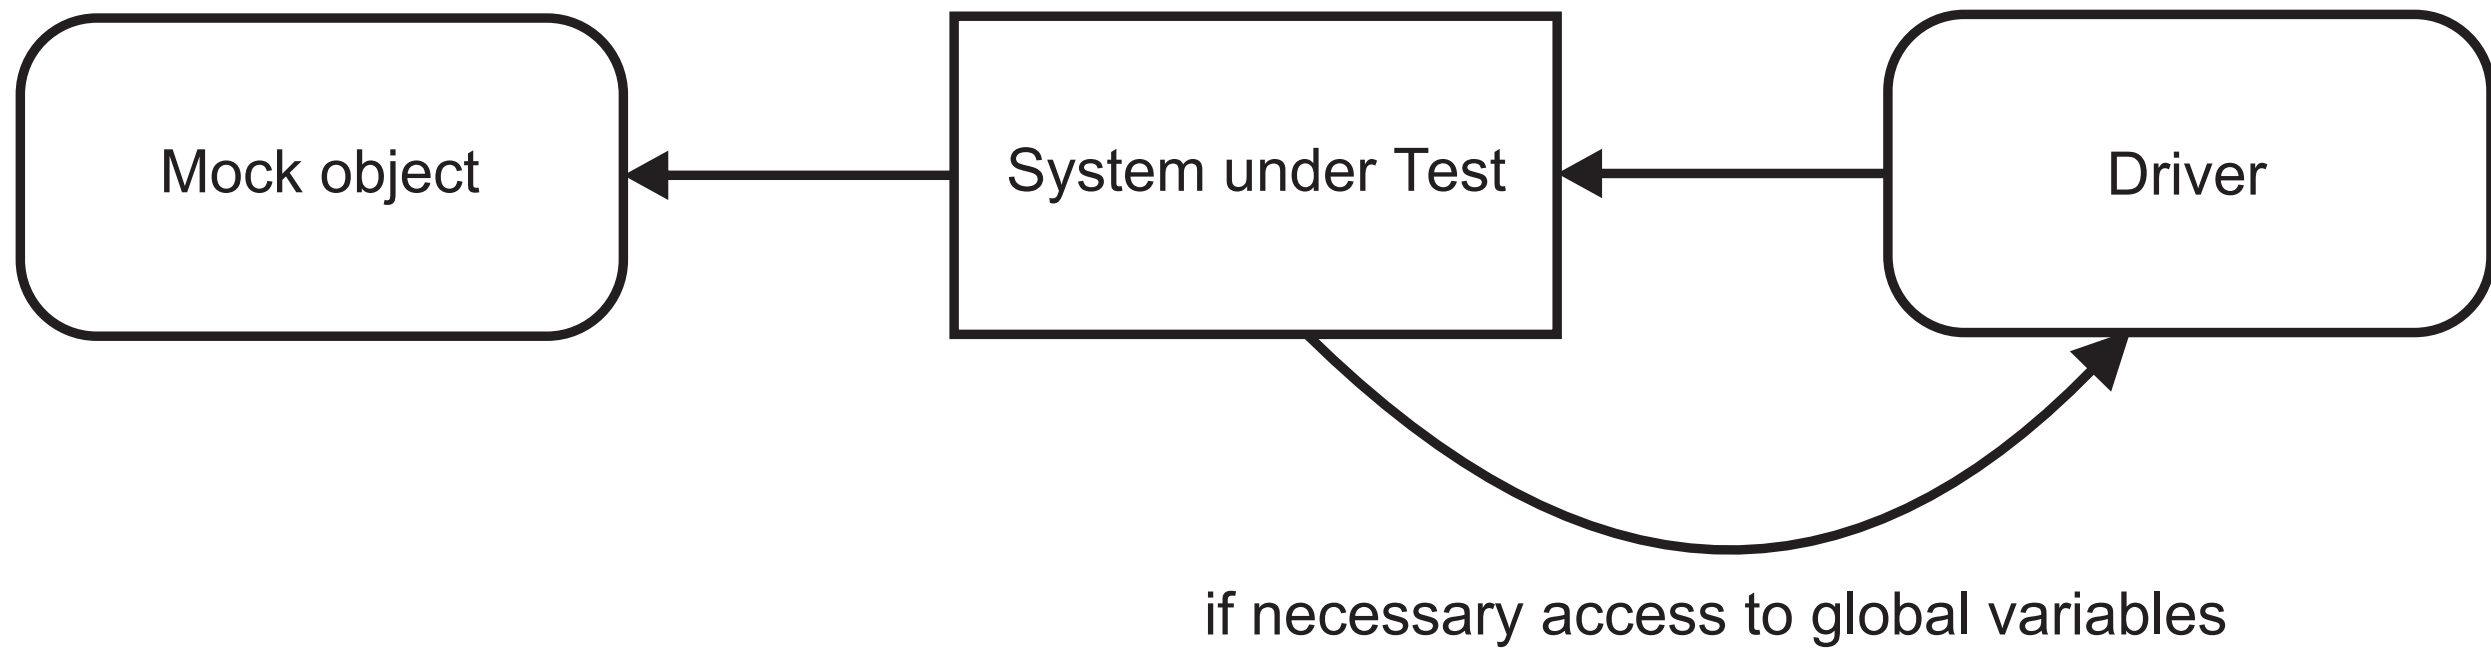 Mock object
System under Test
Driver
if necessary access to global variables